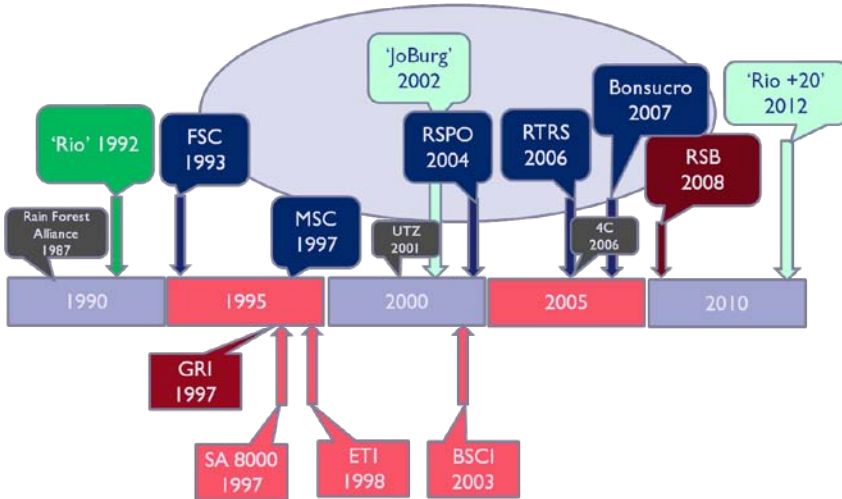 'JoBurg'
2002
Bonsucro
2007
'Rio +20'
2012
'Rio' 1992
FSC
1993
RSPO
2004
RTRS
2006
RSB
2008
Rain Forest
Alliance
1987
MSC
1997
UTZ
2001
4C
2006
1990
1995
2000
2005
2010
GRI
1997
SA 8000
1997
ETI
1998
BSCI
2003